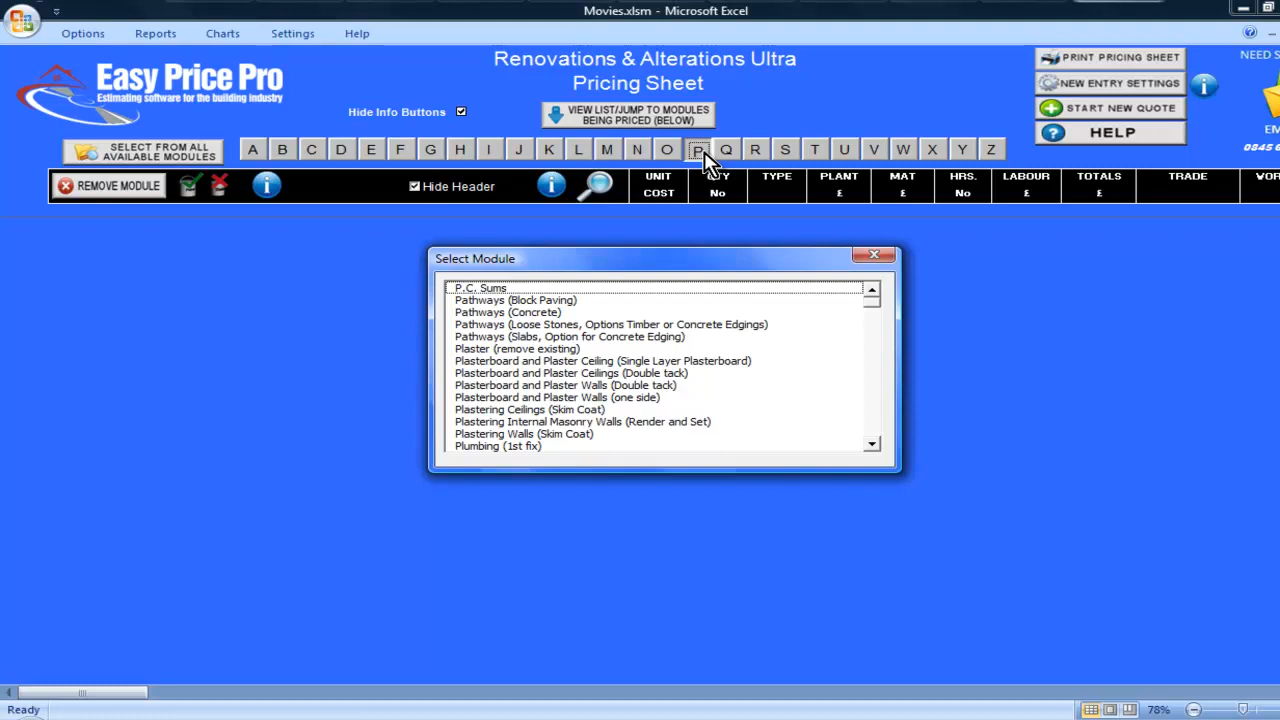 Movies.xlsm - Microsoft Excel
Options Reports Charts Settings Help
Easy Price Pro
Estimating software for the building industry
Renovations & Alterations Ultra
Pricing Sheet
Hide Info Buttons
VIEW LIST/JUMP TO MODULES
BEING PRICED (BELOW)
PRINT PRICING SHEET
NEW ENTRY SETTINGS
START NEW QUOTE
HELP
NEED S
EM
0845 6
SELECT FROM ALL
AVAILABLE MODULES
A B C D E F G H I J K L M N O P Q R S T U V W X Y Z
REMOVE MODULE
Hide Header
UNIT
COST
QTY
No
TYPE
PLANT
£
MAT
£
HRS.
No
LABOUR
£
TOTALS
£
TRADE
WOR
Select Module
P.C. Sums
Pathways (Block Paving)
Pathways (Concrete)
Pathways (Loose Stones, Options Timber or Concrete Edgings)
Pathways (Slabs, Option for Concrete Edging)
Plaster (remove existing)
Plasterboard and Plaster Ceiling (Single Layer Plasterboard)
Plasterboard and Plaster Ceilings (Double tack)
Plasterboard and Plaster Walls (Double tack)
Plasterboard and Plaster Walls (one side)
Plastering Ceilings (Skim Coat)
Plastering Internal Masonry Walls (Render and Set)
Plastering Walls (Skim Coat)
Plumbing (1st fix)
Ready
78%